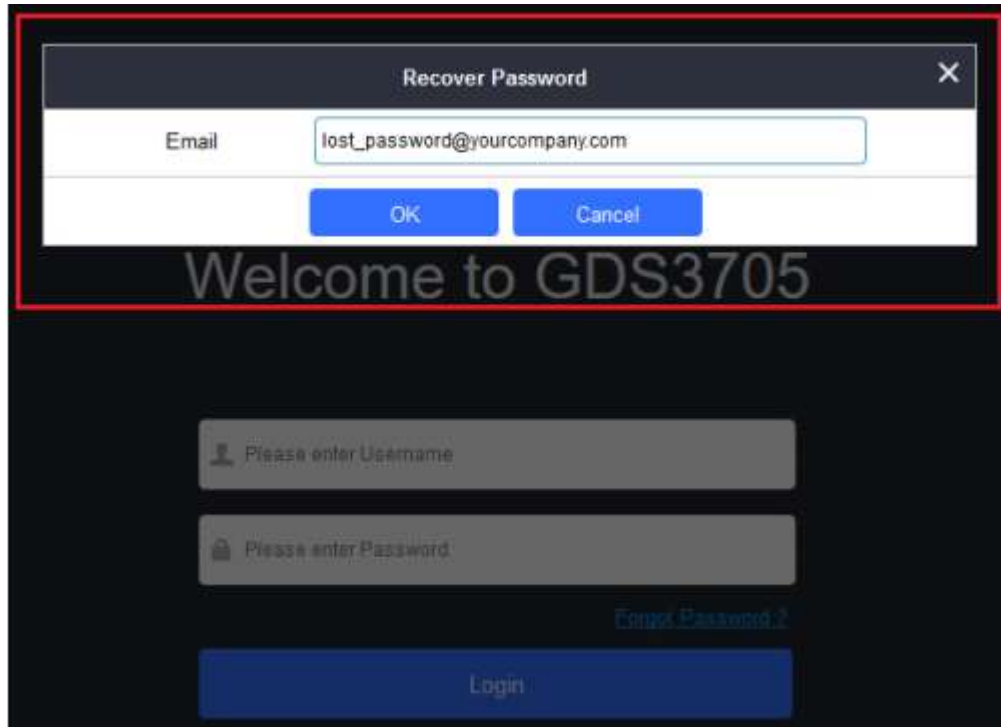 Recover Password
Email lost_password@yourcompany.com
OK Cancel
Welcome to GDS3705
Please enter Username
Please enter Password
Forgot Password ?
Login